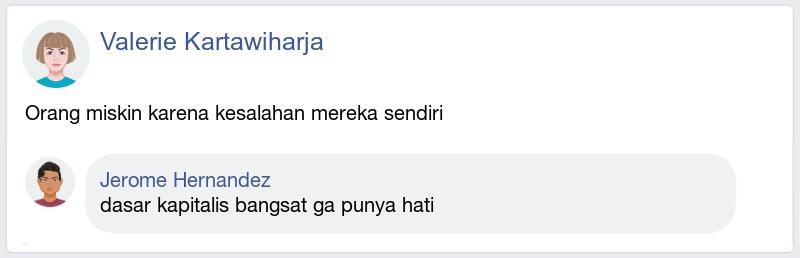 Valerie Kartawiharja
Orang miskin karena kesalahan mereka sendiri
Jerome Hernandez
dasar kapitalis bangsat ga punya hati